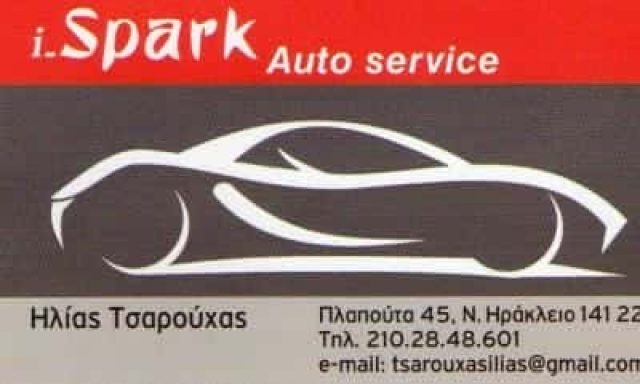 i-Spark Auto service
Ηλίας Τσαρούχας
Πλαπούτα 45, Ν. Ηράκλειο 141 22
Τηλ. 210.28.48.601
e-mail: tsarouxasilias@gmail.com